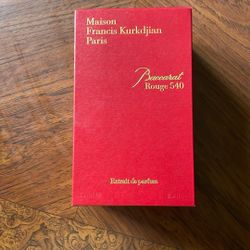 Maison
Francis Kurkdjian
Paris
Baccarat
Rouge 540
Extrait de parfum